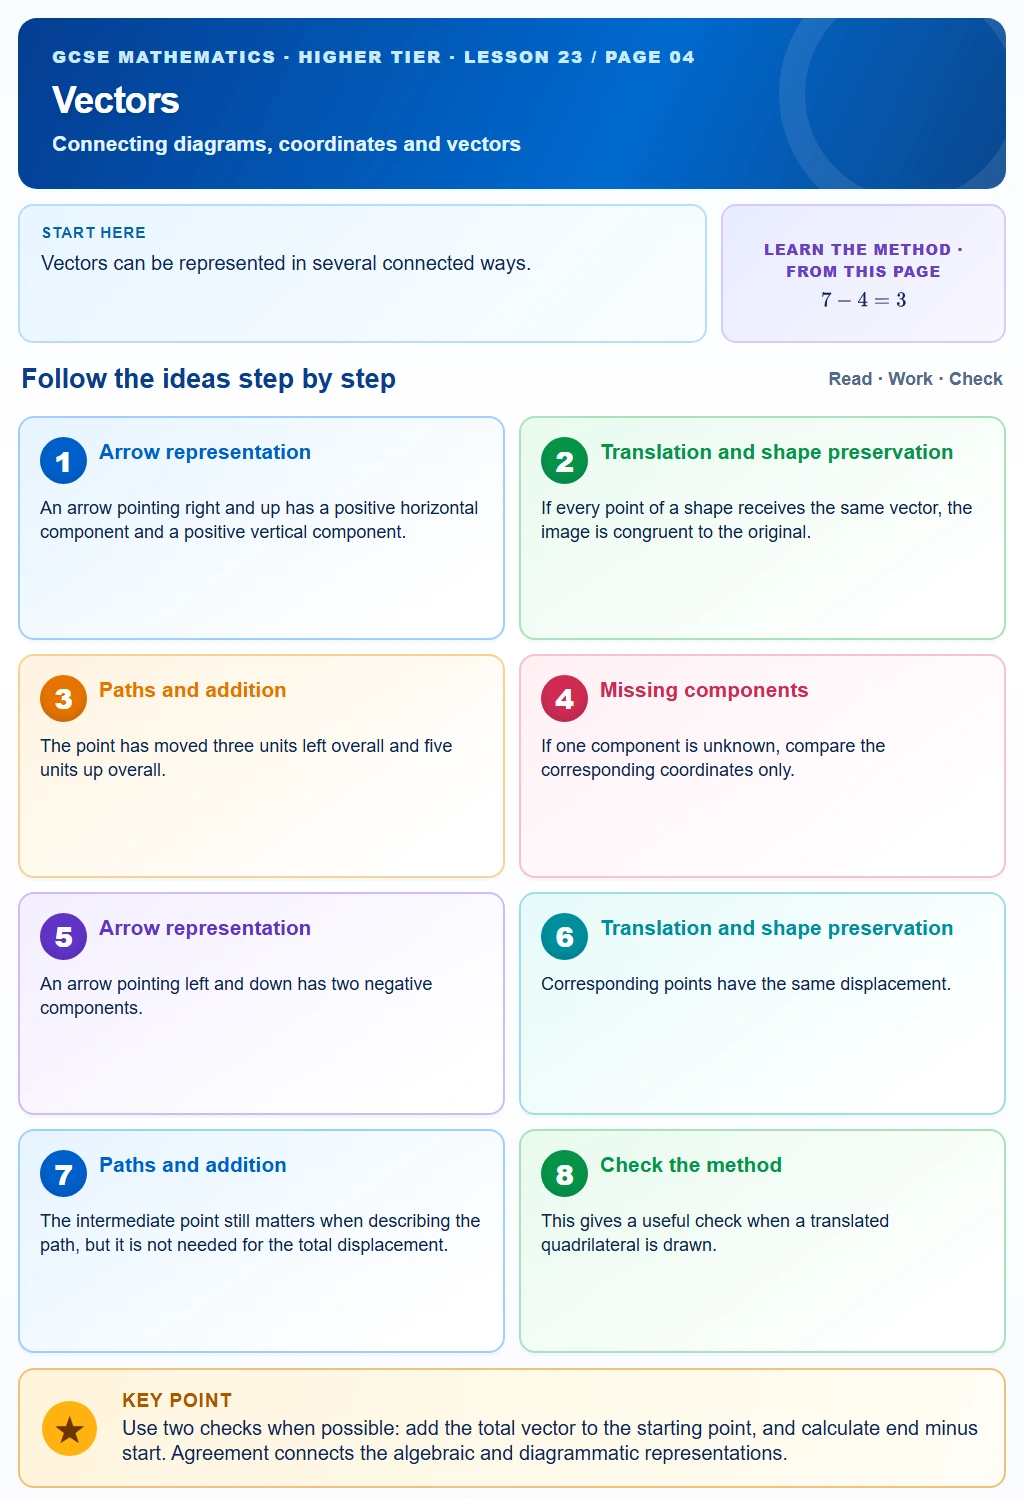 GCSE MATHEMATICS · HIGHER TIER · LESSON 23 / PAGE 04
Vectors
Connecting diagrams, coordinates and vectors
START HERE
Vectors can be represented in several connected ways.
LEARN THE METHOD ·
FROM THIS PAGE
7 − 4 = 3
Follow the ideas step by step
Read · Work · Check
1 Arrow representation
An arrow pointing right and up has a positive horizontal
component and a positive vertical component.
2 Translation and shape preservation
If every point of a shape receives the same vector, the
image is congruent to the original.
3 Paths and addition
The point has moved three units left overall and five
units up overall.
4 Missing components
If one component is unknown, compare the
corresponding coordinates only.
5 Arrow representation
An arrow pointing left and down has two negative
components.
6 Translation and shape preservation
Corresponding points have the same displacement.
7 Paths and addition
The intermediate point still matters when describing the
path, but it is not needed for the total displacement.
8 Check the method
This gives a useful check when a translated
quadrilateral is drawn.
KEY POINT
Use two checks when possible: add the total vector to the starting point, and calculate end minus
start. Agreement connects the algebraic and diagrammatic representations.